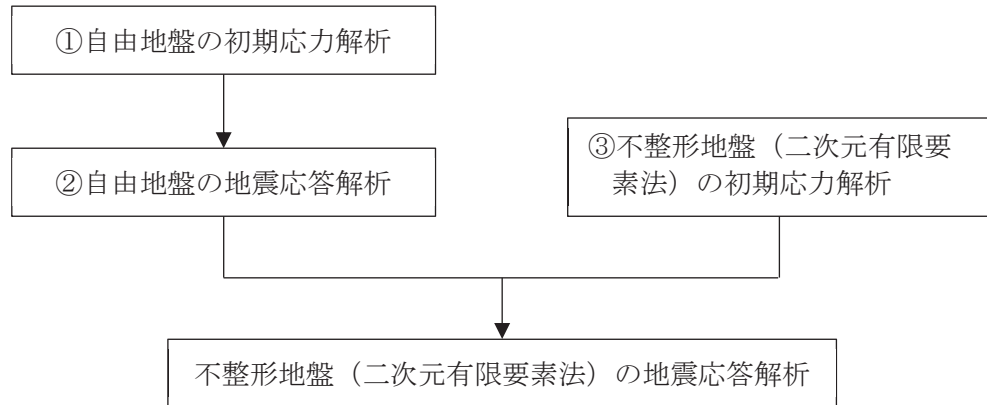 ①自由地盤の初期応力解析
②自由地盤の地震応答解析
③不整形地盤（二次元有限要
素法）の初期応力解析
不整形地盤（二次元有限要素法）の地震応答解析